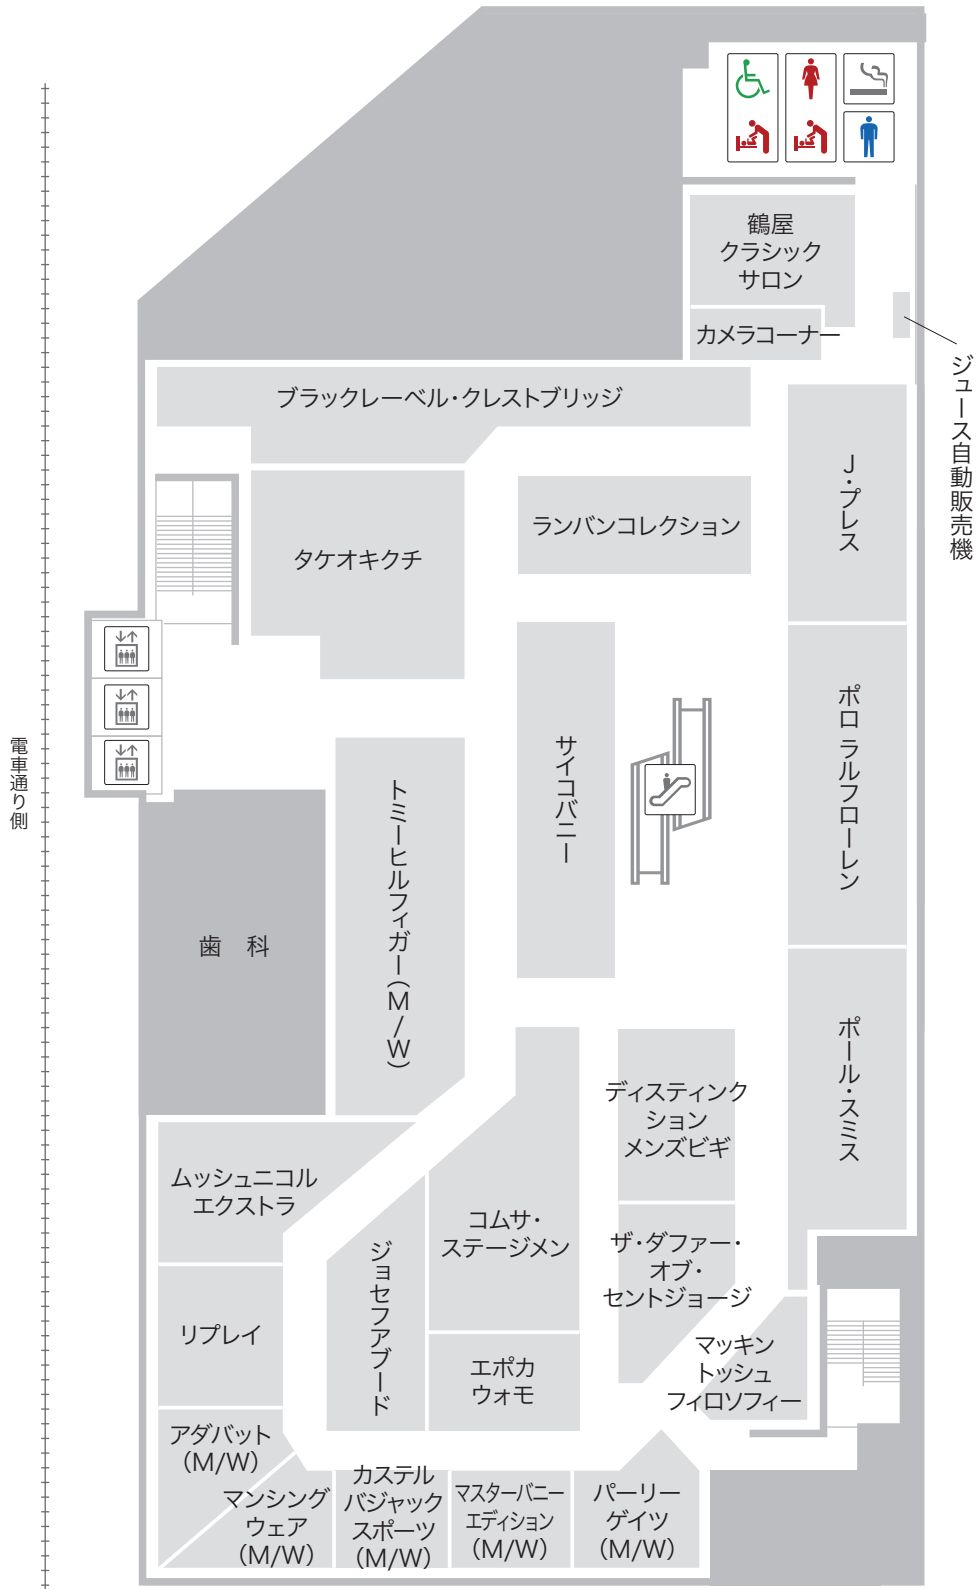 鶴屋
クラシック
サロン
カメラコーナー
ジュース自動販売機
ブラックレーベル・クレストブリッジ
J・プレス
ランバンコレクション
タケオキクチ
ポロ ラルフローレン
サイコバニー
電車通り側
トミーヒルフィガー(M/W)
歯 科
ポール・スミス
ディスティンク
ション
メンズビギ
ムッシュニコル
エクストラ
コムサ・
ステージメン
ザ・ダファー・
オブ・
セントジョージ
ジョセフアブード
リプレイ
エポカ
ウォモ
マッキン
トッシュ
フィロソフィー
アダバット
(M/W)
マンシング
ウェア
(M/W)
カステル
バジャック
スポーツ
(M/W)
マスターバニー
エディション
(M/W)
パーリー
ゲイツ
(M/W)